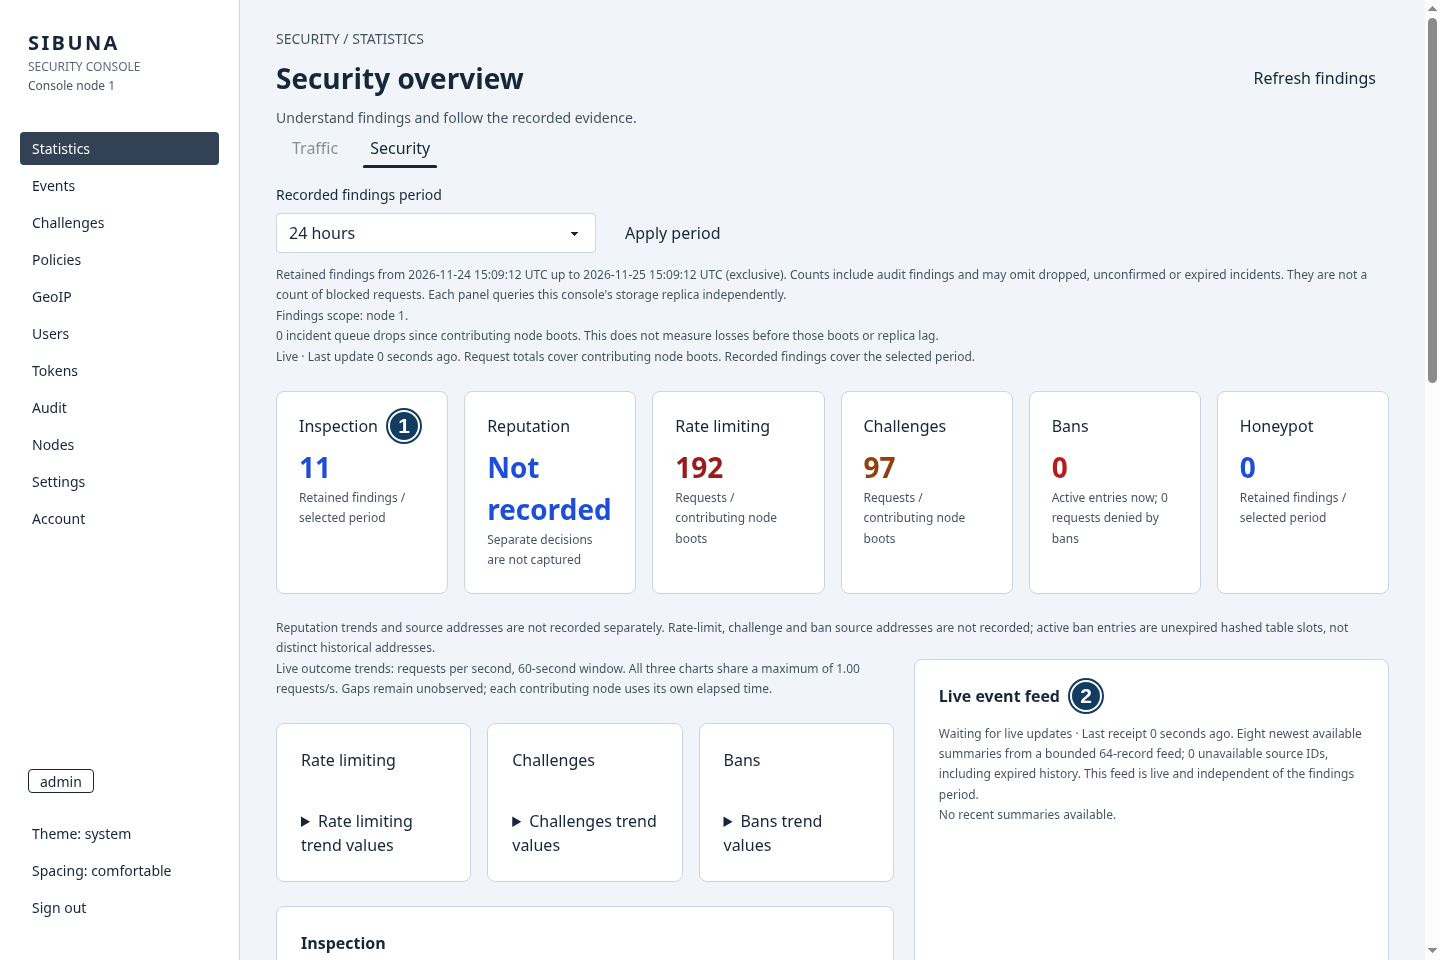 SIBUNA
SECURITY CONSOLE
Console node 1
Statistics
Events
Challenges
Policies
GeoIP
Users
Tokens
Audit
Nodes
Settings
Account
admin
Theme: system
Spacing: comfortable
Sign out
SECURITY / STATISTICS
Security overview
Refresh findings
Understand findings and follow the recorded evidence.
Traffic
Security
Recorded findings period
24 hours
Apply period
Retained findings from 2026-11-24 15:09:12 UTC up to 2026-11-25 15:09:12 UTC (exclusive). Counts include audit findings and may omit dropped, unconfirmed or expired incidents. They are not a
count of blocked requests. Each panel queries this console's storage replica independently.
Findings scope: node 1.
0 incident queue drops since contributing node boots. This does not measure losses before those boots or replica lag.
Live · Last update 0 seconds ago. Request totals cover contributing node boots. Recorded findings cover the selected period.
Inspection
1
11
Retained findings /
selected period
Reputation
Not
recorded
Separate decisions
are not captured
Rate limiting
192
Requests /
contributing node
boots
Challenges
97
Requests /
contributing node
boots
Bans
0
Active entries now; 0
requests denied by
bans
Honeypot
0
Retained findings /
selected period
Reputation trends and source addresses are not recorded separately. Rate-limit, challenge and ban source addresses are not recorded; active ban entries are unexpired hashed table slots, not
distinct historical addresses.
Live outcome trends: requests per second, 60-second window. All three charts share a maximum of 1.00
requests/s. Gaps remain unobserved; each contributing node uses its own elapsed time.
Rate limiting
▶ Rate limiting
trend values
Challenges
▶ Challenges trend
values
Bans
▶ Bans trend
values
Inspection
Live event feed
2
Waiting for live updates · Last receipt 0 seconds ago. Eight newest available
summaries from a bounded 64-record feed; 0 unavailable source IDs,
including expired history. This feed is live and independent of the findings
period.
No recent summaries available.